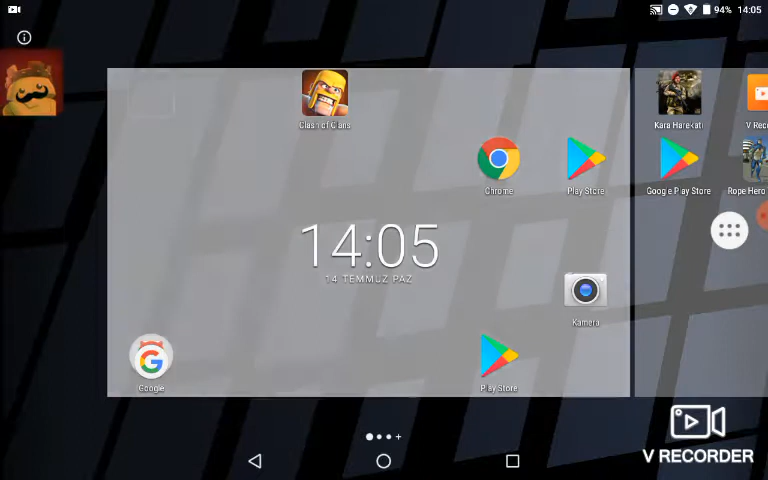 94% 14:05
Clash of Clans
Kara Harekatı
Chrome
Play Store
Google Play Store
Rope Hero
14:05
14 TEMMUZ PAZ
Kamera
Google
Play Store
V RECORDER